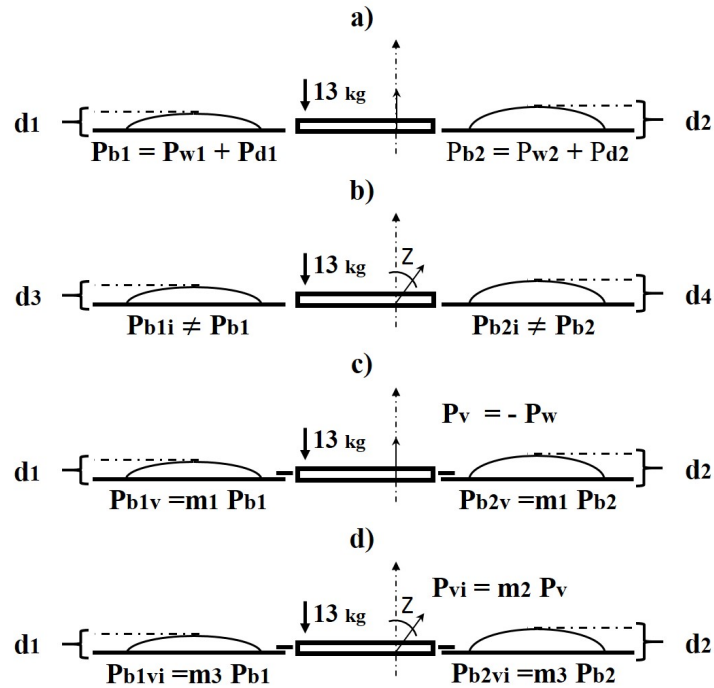 a)
13 kg
d1
d2
Pb1 = Pw1 + Pd1
Pb2 = Pw2 + Pd2
b)
13 kg
Z
d3
d4
Pb1i ≠ Pb1
Pb2i ≠ Pb2
c)
Pv = - Pw
13 kg
d1
d2
Pb1v =m1 Pb1
Pb2v =m1 Pb2
d)
Pvi = m2 Pv
13 kg
Z
d1
d2
Pb1vi =m3 Pb1
Pb2vi =m3 Pb2